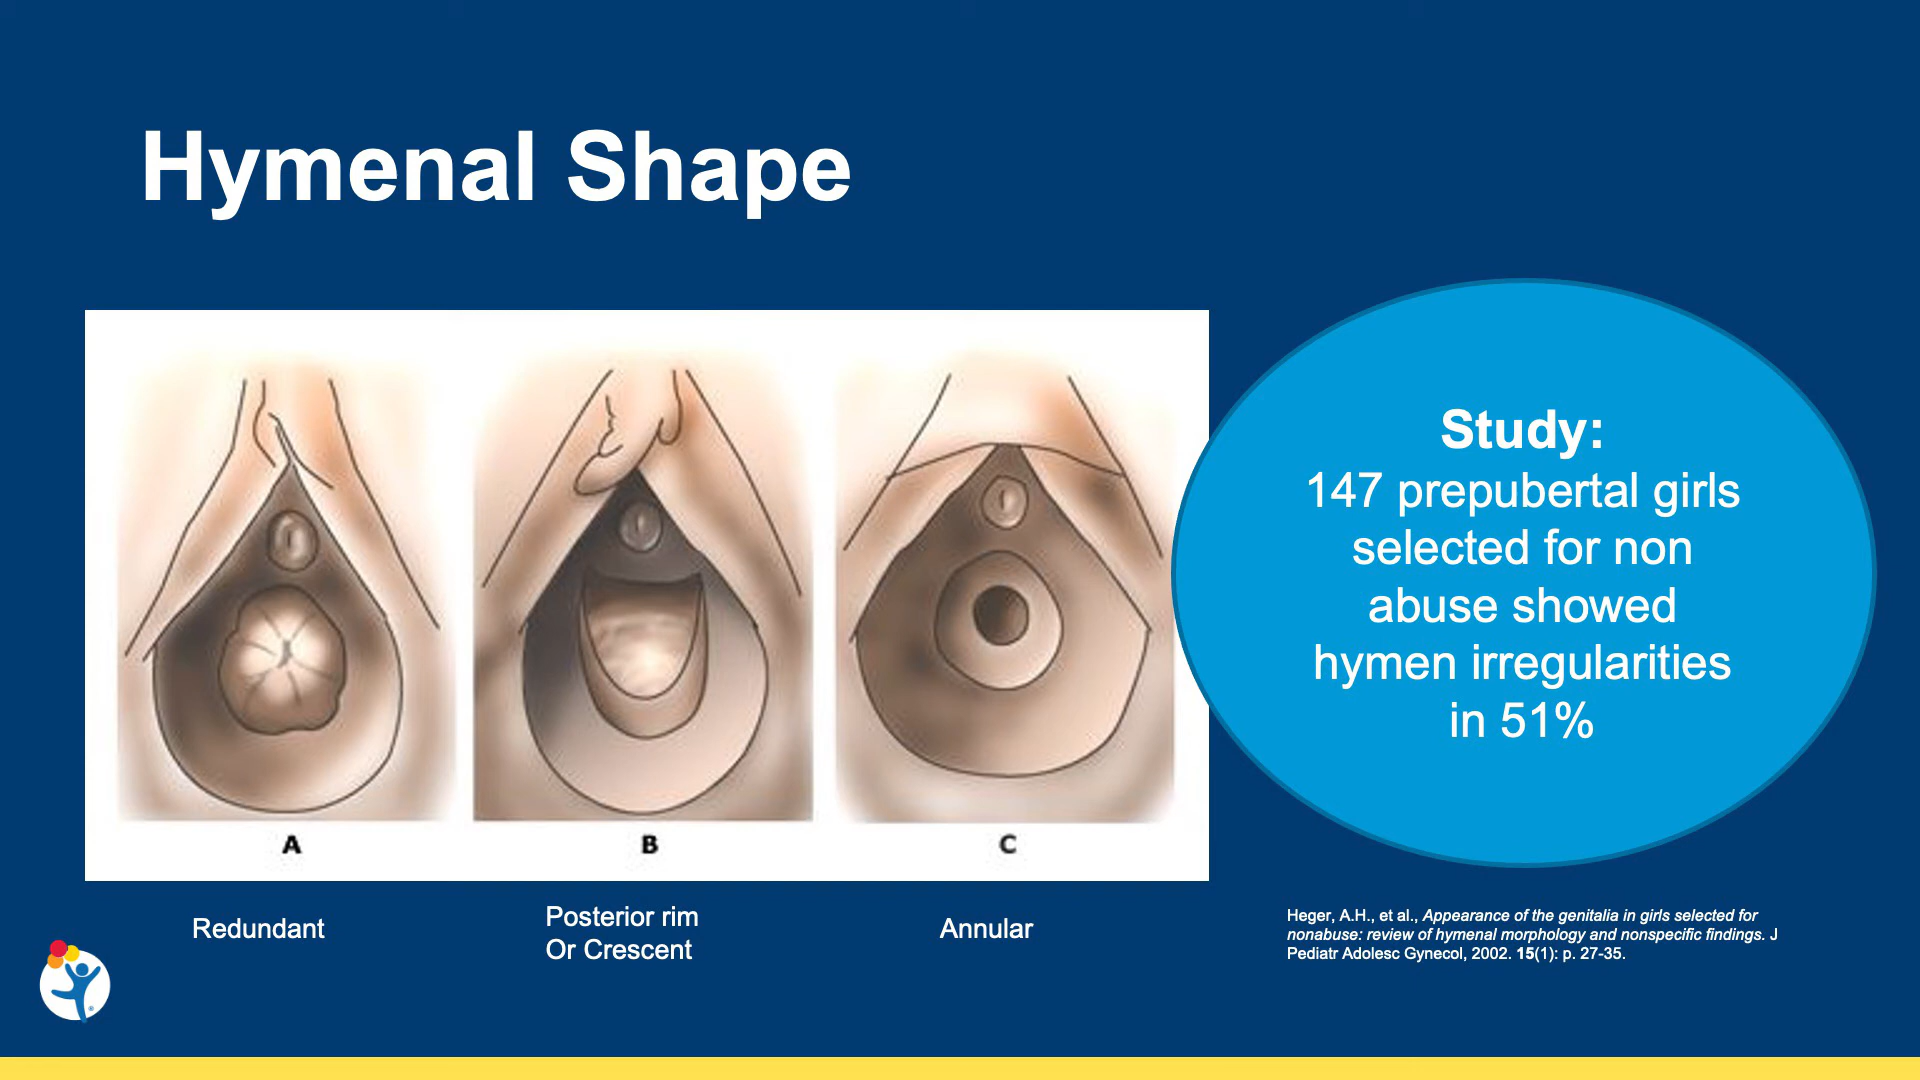 Hymenal Shape
Study:
147 prepubertal girls
selected for non
abuse showed
hymen irregularities
in 51%
A
B
C
Redundant
Posterior rim
Or Crescent
Annular
Heger, A.H., et al., Appearance of the genitalia in girls selected for
nonabuse: review of hymenal morphology and nonspecific findings. J
Pediatr Adolesc Gynecol, 2002. 15(1): p. 27-35.
®